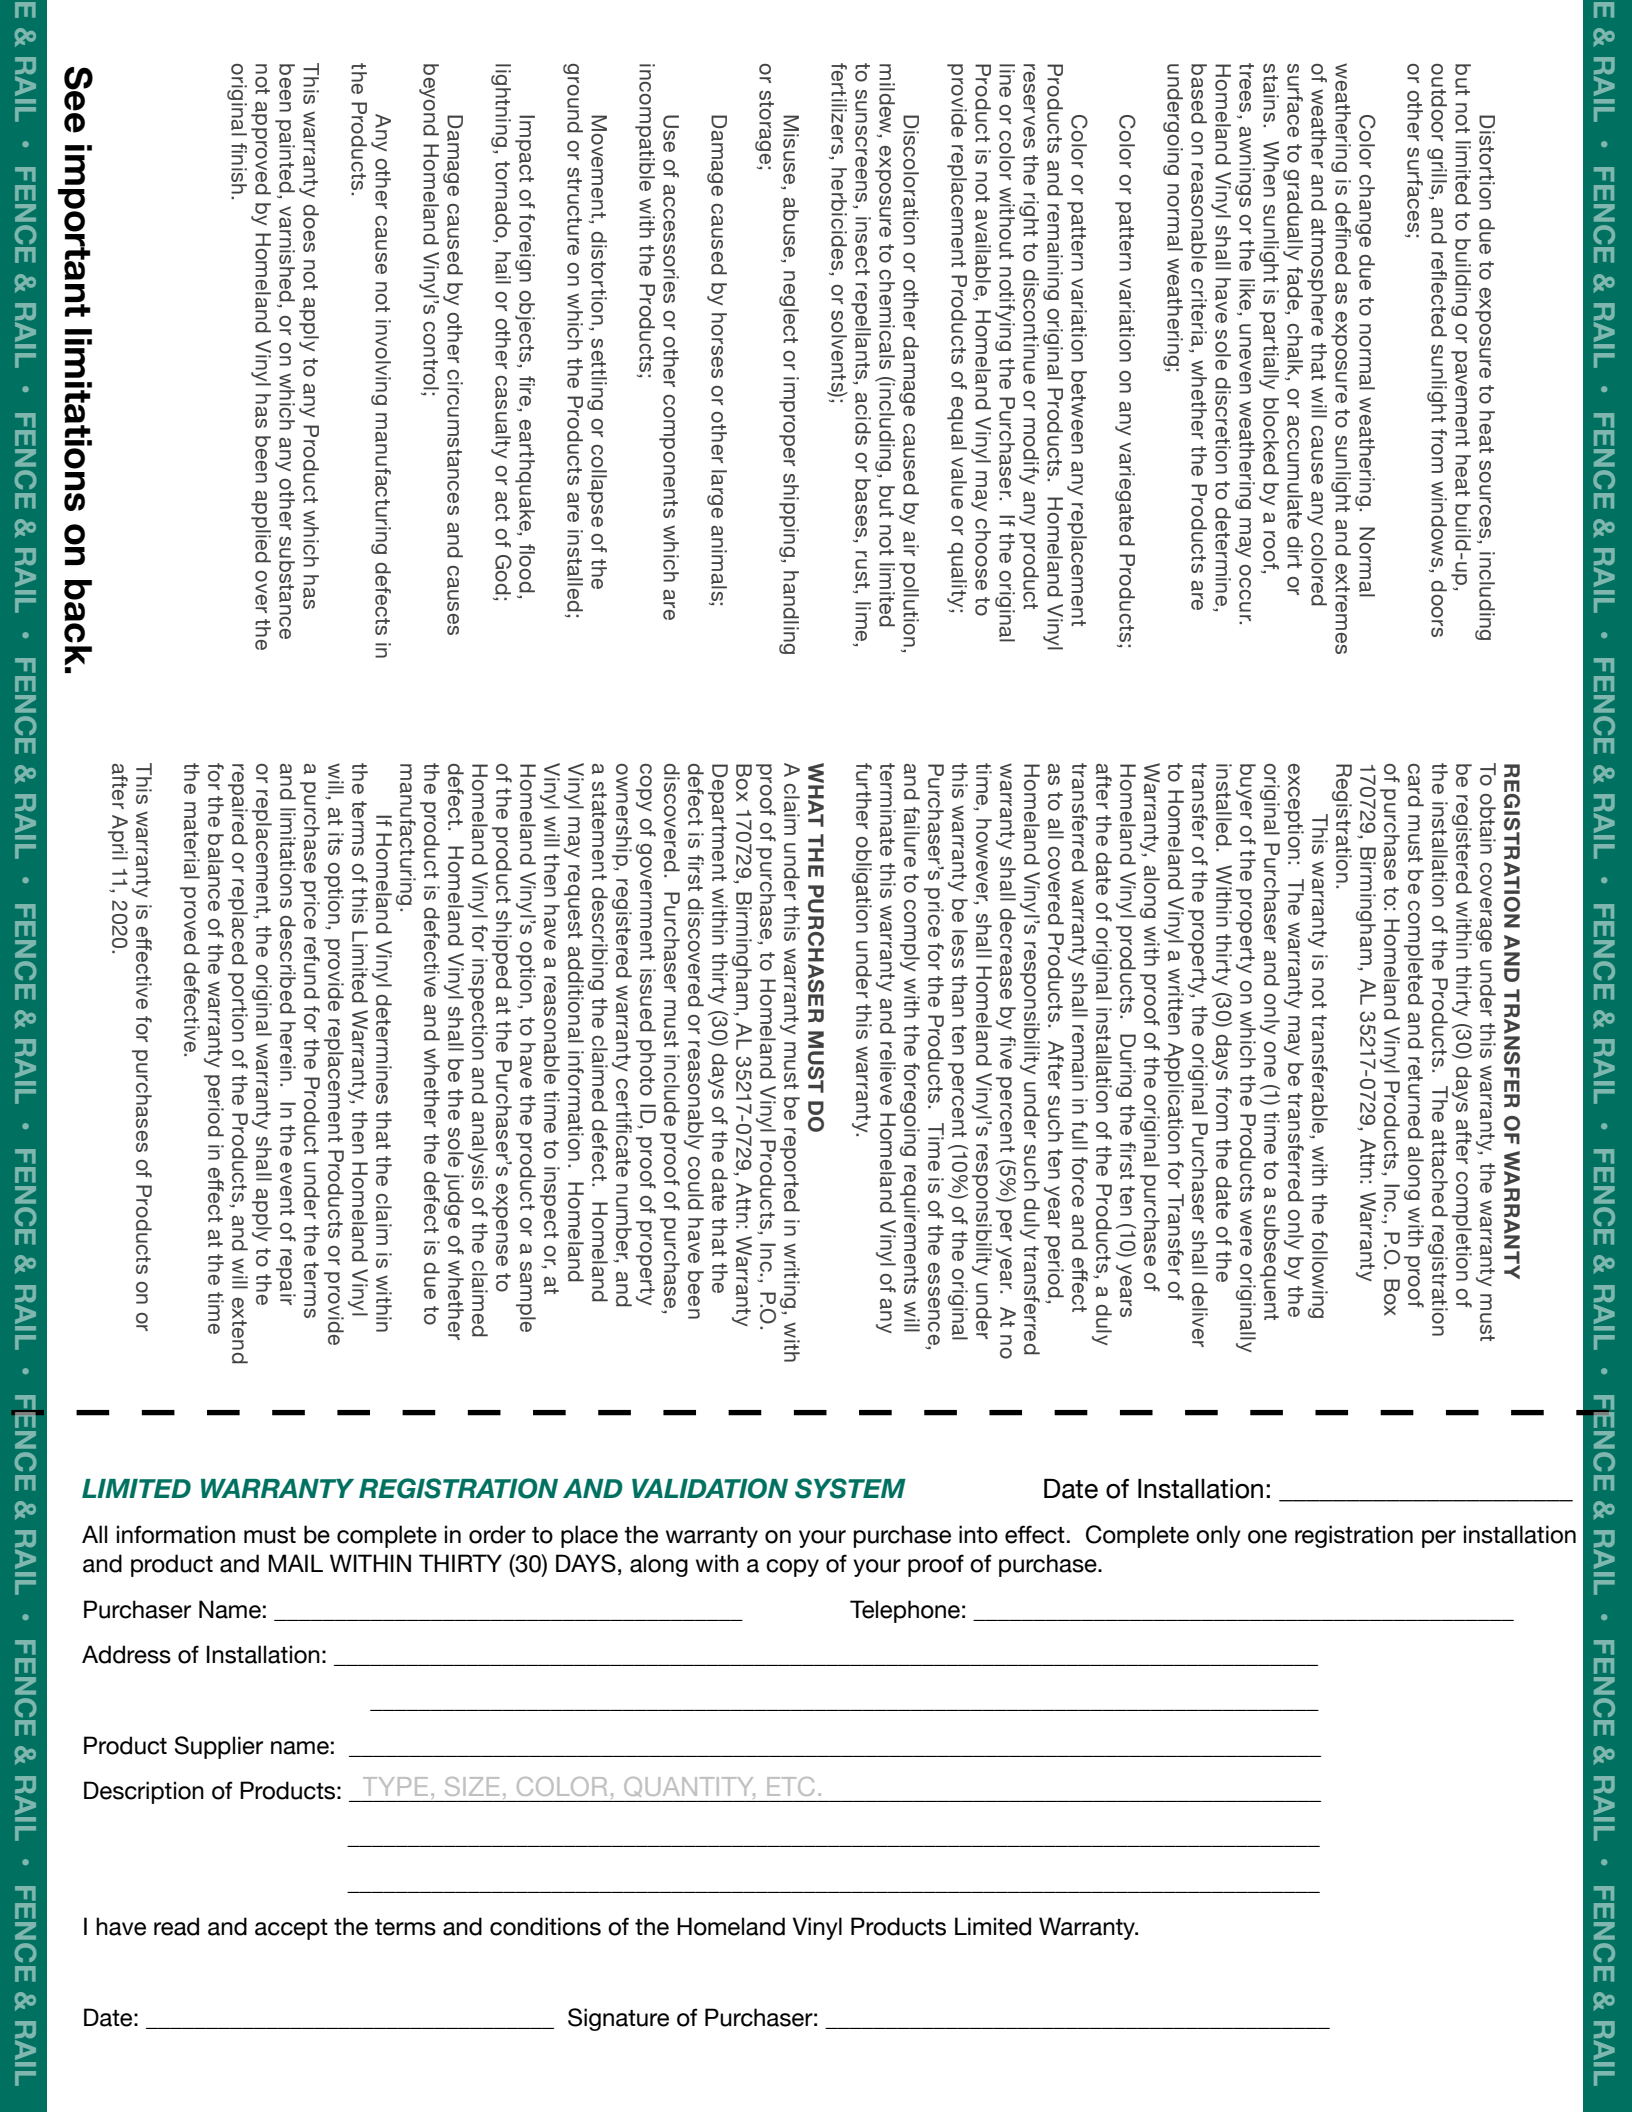 E & RAIL • FENCE & RAIL • FENCE & RAIL • FENCE & RAIL • FENCE & RAIL • FENCE & RAIL • FENCE & RAIL • FENCE & RAIL • FENCE & RAIL
Distortion due to exposure to heat sources, including
but not limited to building or pavement heat build-up,
outdoor grills, and reflected sunlight from windows, doors
or other surfaces;
Color change due to normal weathering.  Normal
weathering is defined as exposure to sunlight and extremes
of weather and atmosphere that will cause any colored
surface to gradually fade, chalk, or accumulate dirt or
stains.  When sunlight is partially blocked by a roof,
trees, awnings or the like, uneven weathering may occur.
Homeland Vinyl shall have sole discretion to determine,
based on reasonable criteria, whether the Products are
undergoing normal weathering;
Color or pattern variation on any variegated Products;
Color or pattern variation between any replacement
Products and remaining original Products.  Homeland Vinyl
reserves the right to discontinue or modify any product
line or color without notifying the Purchaser.  If the original
Product is not available, Homeland Vinyl may choose to
provide replacement Products of equal value or quality;
Discoloration or other damage caused by air pollution,
mildew, exposure to chemicals (including, but not limited
to sunscreens, insect repellants, acids or bases, rust, lime,
fertilizers, herbicides, or solvents);
Misuse, abuse, neglect or improper shipping, handling
or storage;
Damage caused by horses or other large animals;
Use of accessories or other components which are
incompatible with the Products;
Movement, distortion, settling or collapse of the
ground or structure on which the Products are installed;
Impact of foreign objects, fire, earthquake, flood,
lightning, tornado, hail or other casualty or act of God;
Damage caused by other circumstances and causes
beyond Homeland Vinyl's control;
Any other cause not involving manufacturing defects in
the Products.
This warranty does not apply to any Product which has
been painted, varnished, or on which any other substance
not approved by Homeland Vinyl has been applied over the
original finish.
See important limitations on back.
REGISTRATION AND TRANSFER OF WARRANTY
To obtain coverage under this warranty, the warranty must
be registered within thirty (30) days after completion of
the installation of the Products.  The attached registration
card must be completed and returned along with proof
of purchase to: Homeland Vinyl Products, Inc., P.O. Box
170729, Birmingham, AL 35217-0729, Attn: Warranty
Registration.
This warranty is not transferable, with the following
exception:  The warranty may be transferred only by the
original Purchaser and only one (1) time to a subsequent
buyer of the property on which the Products were originally
installed.  Within thirty (30) days from the date of the
transfer of the property, the original Purchaser shall deliver
to Homeland Vinyl a written Application for Transfer of
Warranty, along with proof of the original purchase of
Homeland Vinyl products.  During the first ten (10) years
after the date of original installation of the Products, a duly
transferred warranty shall remain in full force and effect
as to all covered Products.  After such ten year period,
Homeland Vinyl's responsibility under such duly transferred
warranty shall decrease by five percent (5%) per year.  At no
time, however, shall Homeland Vinyl's responsibility under
this warranty be less than ten percent (10%) of the original
Purchaser's price for the Products.  Time is of the essence,
and failure to comply with the foregoing requirements will
terminate this warranty and relieve Homeland Vinyl of any
further obligation under this warranty.
WHAT THE PURCHASER MUST DO
A claim under this warranty must be reported in writing, with
proof of purchase, to Homeland Vinyl Products, Inc., P.O.
Box 170729, Birmingham, AL 35217-0729, Attn: Warranty
Department within thirty (30) days of the date that the
defect is first discovered or reasonably could have been
discovered.  Purchaser must include proof of purchase,
copy of government issued photo ID, proof of property
ownership, registered warranty certificate number, and
a statement describing the claimed defect.  Homeland
Vinyl may request additional information.  Homeland
Vinyl will then have a reasonable time to inspect or, at
Homeland Vinyl's option, to have the product or a sample
of the product shipped at the Purchaser's expense to
Homeland Vinyl for inspection and analysis of the claimed
defect.  Homeland Vinyl shall be the sole judge of whether
the product is defective and whether the defect is due to
manufacturing.
If Homeland Vinyl determines that the claim is within
the terms of this Limited Warranty, then Homeland Vinyl
will, at its option, provide replacement Products or provide
a purchase price refund for the Product under the terms
and limitations described herein.  In the event of repair
or replacement, the original warranty shall apply to the
repaired or replaced portion of the Products, and will extend
for the balance of the warranty period in effect at the time
the material proved defective.
This warranty is effective for purchases of Products on or
after April 11, 2020.
LIMITED WARRANTY REGISTRATION AND VALIDATION SYSTEM Date of Installation: ____________________
All information must be complete in order to place the warranty on your purchase into effect.  Complete only one registration per installation
and product and MAIL WITHIN THIRTY (30) DAYS, along with a copy of your proof of purchase.
Purchaser Name: ____________________ Telephone: ____________________
Address of Installation: ____________________
____________________
Product Supplier name: ____________________
Description of Products: TYPE, SIZE, COLOR, QUANTITY, ETC.
____________________
____________________
I have read and accept the terms and conditions of the Homeland Vinyl Products Limited Warranty.
Date: ____________________ Signature of Purchaser: ____________________
E & RAIL • FENCE & RAIL • FENCE & RAIL • FENCE & RAIL • FENCE & RAIL • FENCE & RAIL • FENCE & RAIL • FENCE & RAIL • FENCE & RAIL